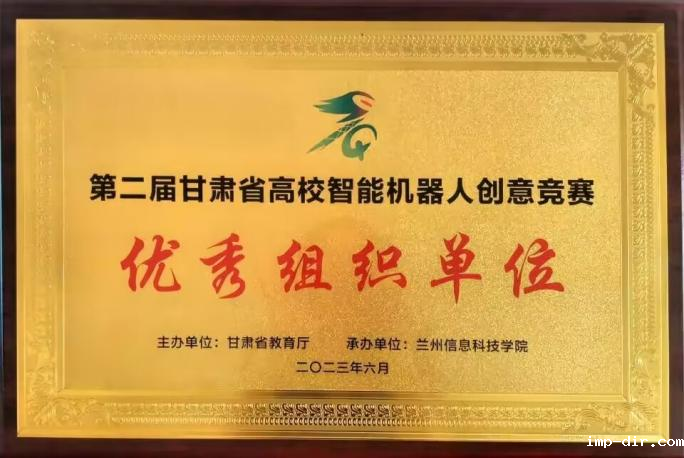 第二届甘肃省高校智能机器人创意竞赛
优秀组织单位
主办单位：甘肃省教育厅 承办单位：兰州信息科技学院
二〇二三年六月
imp-dlr.com